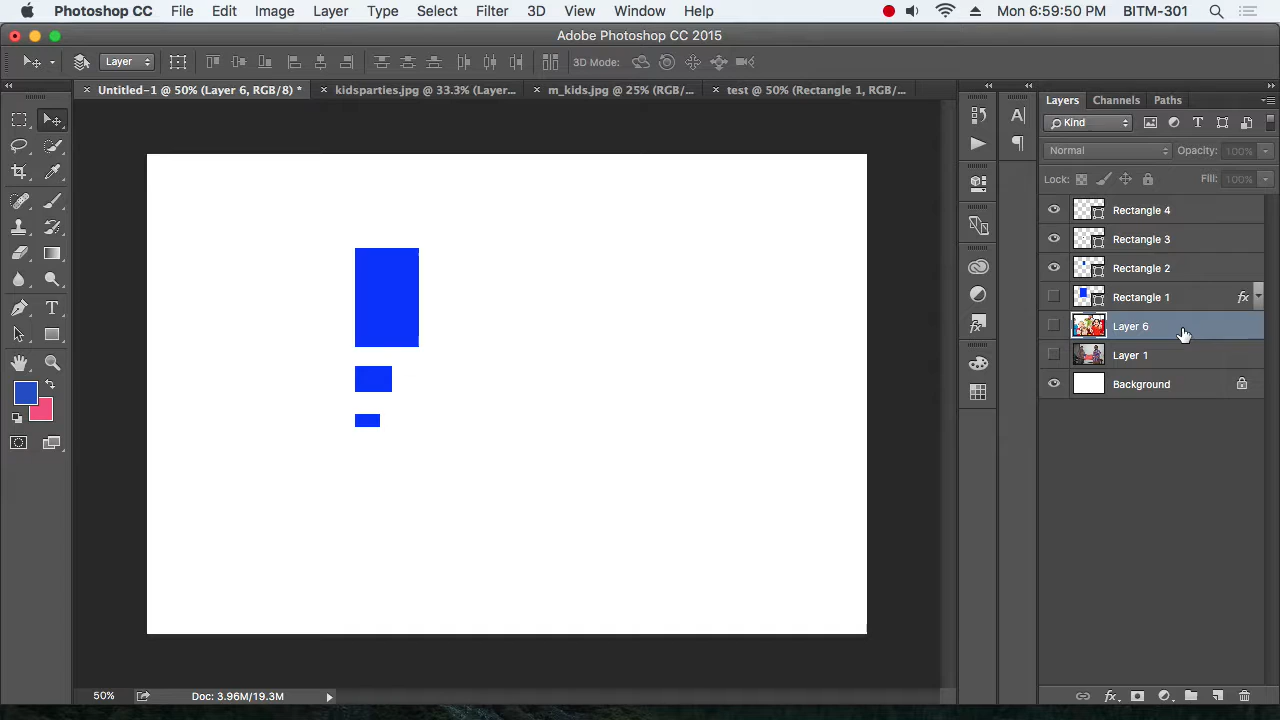 Photoshop CC File Edit Image Layer Type Select Filter 3D View Window Help Mon 6:59:50 PM BITM-301
Adobe Photoshop CC 2015
Layer 3D Mode:
Untitled-1 @ 50% (Layer 6, RGB/8) * kidsparties.jpg @ 33.3% (Layer... m_kids.jpg @ 25% (RGB/... test @ 50% (Rectangle 1, RGB/...
Layers Channels Paths
Kind
Normal Opacity: 100%
Lock: Fill: 100%
Rectangle 4
Rectangle 3
Rectangle 2
Rectangle 1 fx
Layer 6
Layer 1
Background
50% Doc: 3.96M/19.3M fx